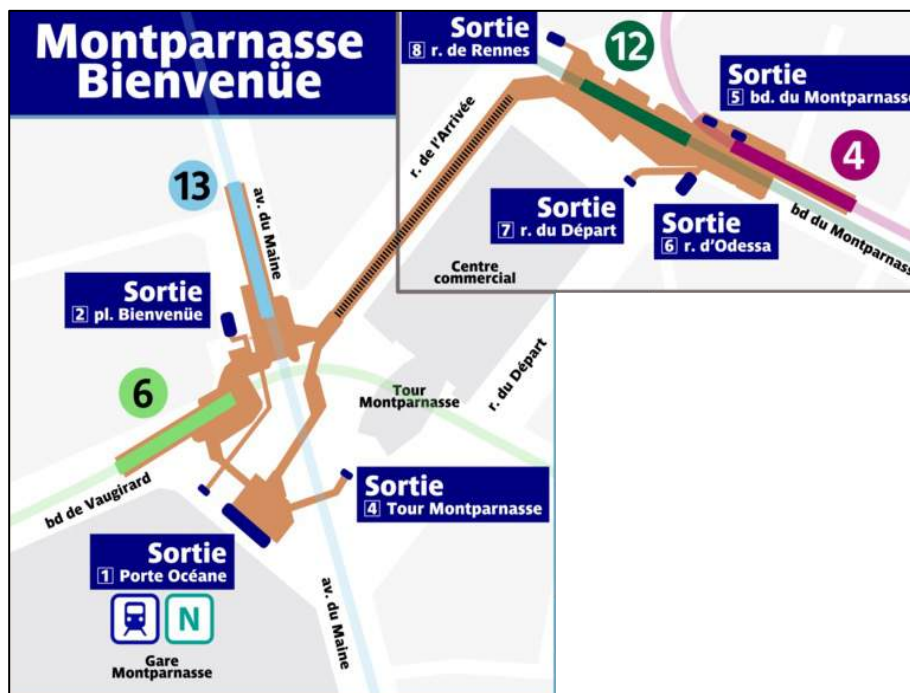 Montparnasse
Bienvenüe
Sortie
8 r. de Rennes
12
Sortie
5 bd. du Montparnasse
4
r. de l'Arrivée
13
av. du Maine
Sortie
7 r. du Départ
Sortie
6 r. d'Odessa
bd du Montparnass
Centre
commercial
Sortie
2 pl. Bienvenüe
6
Tour
Montparnasse
r. du Départ
bd de Vaugirard
Sortie
4 Tour Montparnasse
Sortie
1 Porte Océane
N
av. du Maine
Gare
Montparnasse